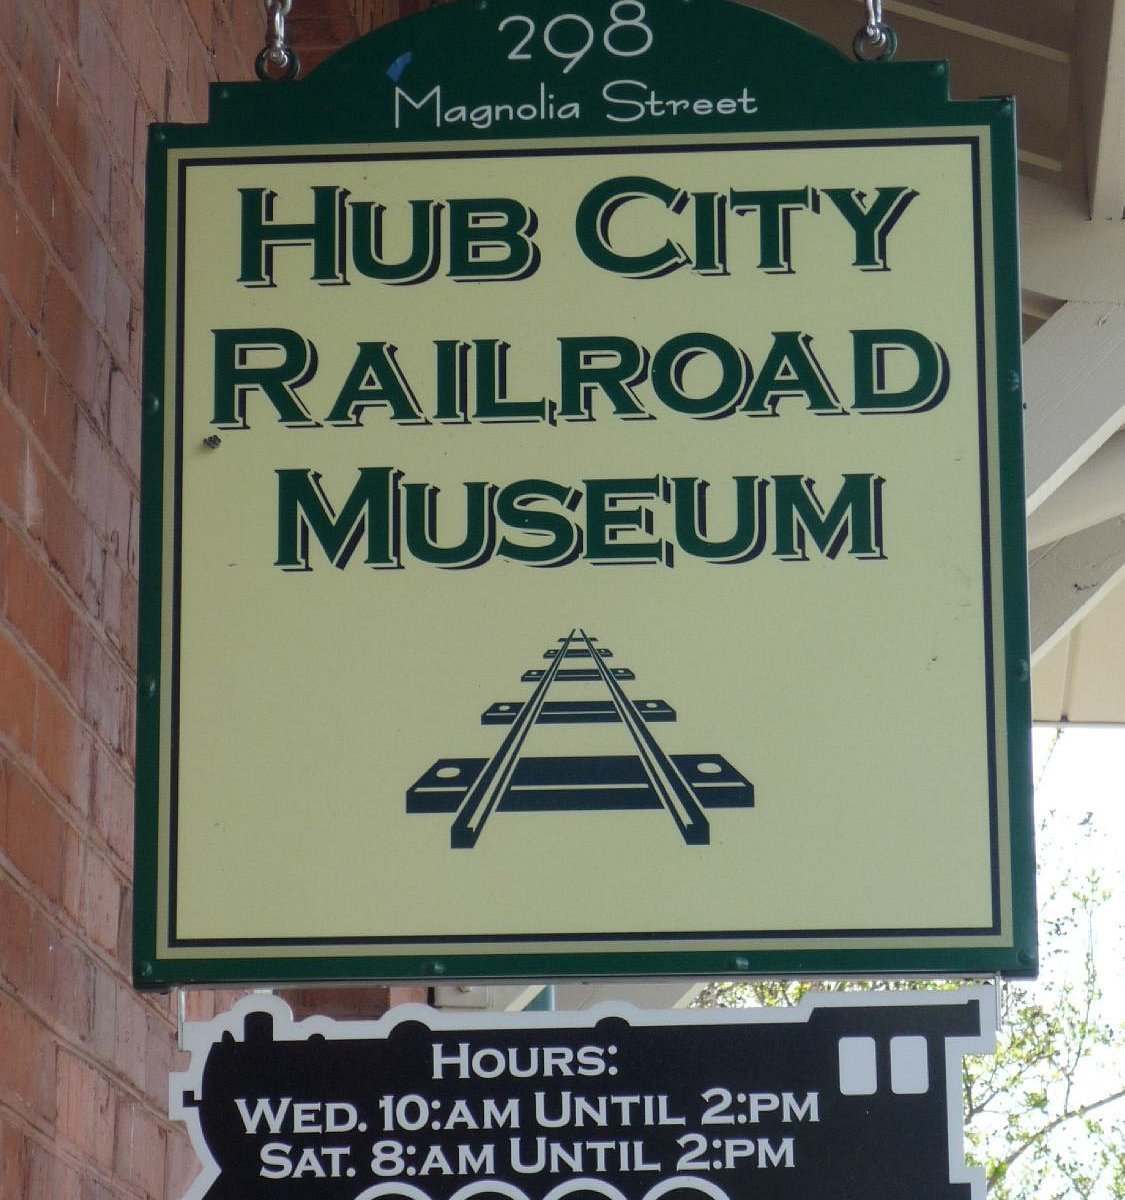 298
Magnolia Street
HUB CITY
RAILROAD
MUSEUM
HOURS:
WED. 10:AM UNTIL 2:PM
SAT. 8:AM UNTIL 2:PM